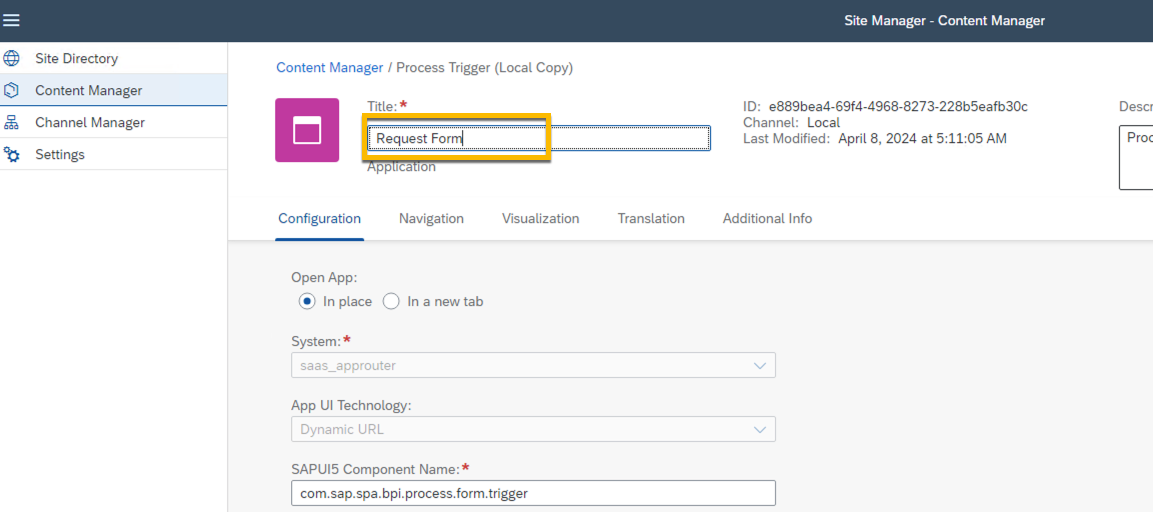 Site Manager - Content Manager
Site Directory
Content Manager
Channel Manager
Settings
Content Manager / Process Trigger (Local Copy)
Title:*
Request Form
Application
ID: e889bea4-69f4-4968-8273-228b5eafb30c
Channel: Local
Last Modified: April 8, 2024 at 5:11:05 AM
Descr
Proc
Configuration
Navigation
Visualization
Translation
Additional Info
Open App:
In place
In a new tab
System:*
saas_approuter
App UI Technology:
Dynamic URL
SAPUI5 Component Name:*
com.sap.spa.bpi.process.form.trigger